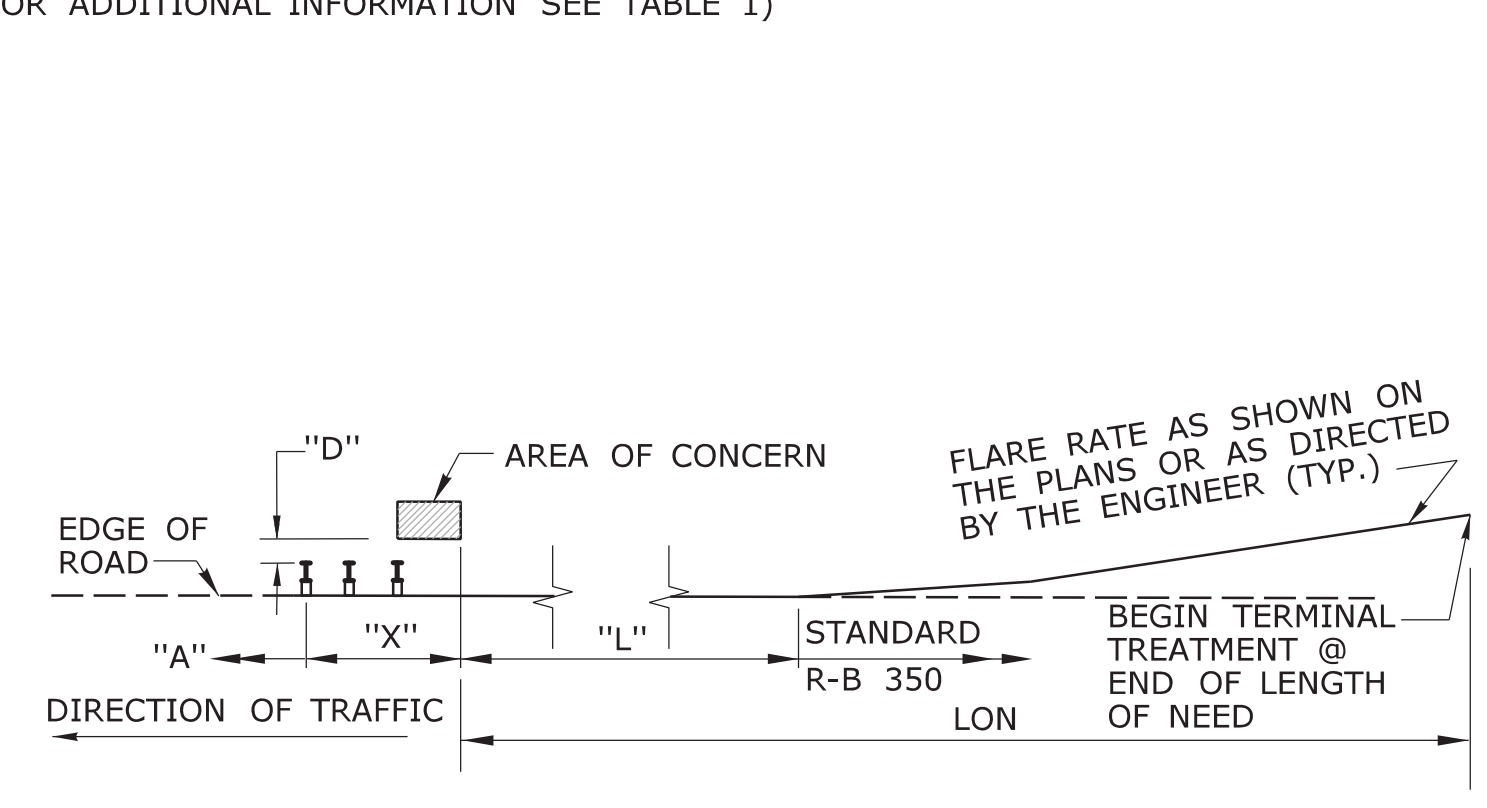 OR ADDITIONAL INFORMATION SEE TABLE 1)
FLARE RATE AS SHOWN ON
THE PLANS OR AS DIRECTED
BY THE ENGINEER (TYP.)
"D"
AREA OF CONCERN
EDGE OF
ROAD
"A"
"X"
"L"
STANDARD
R-B 350
BEGIN TERMINAL
TREATMENT @
END OF LENGTH
OF NEED
DIRECTION OF TRAFFIC
LON